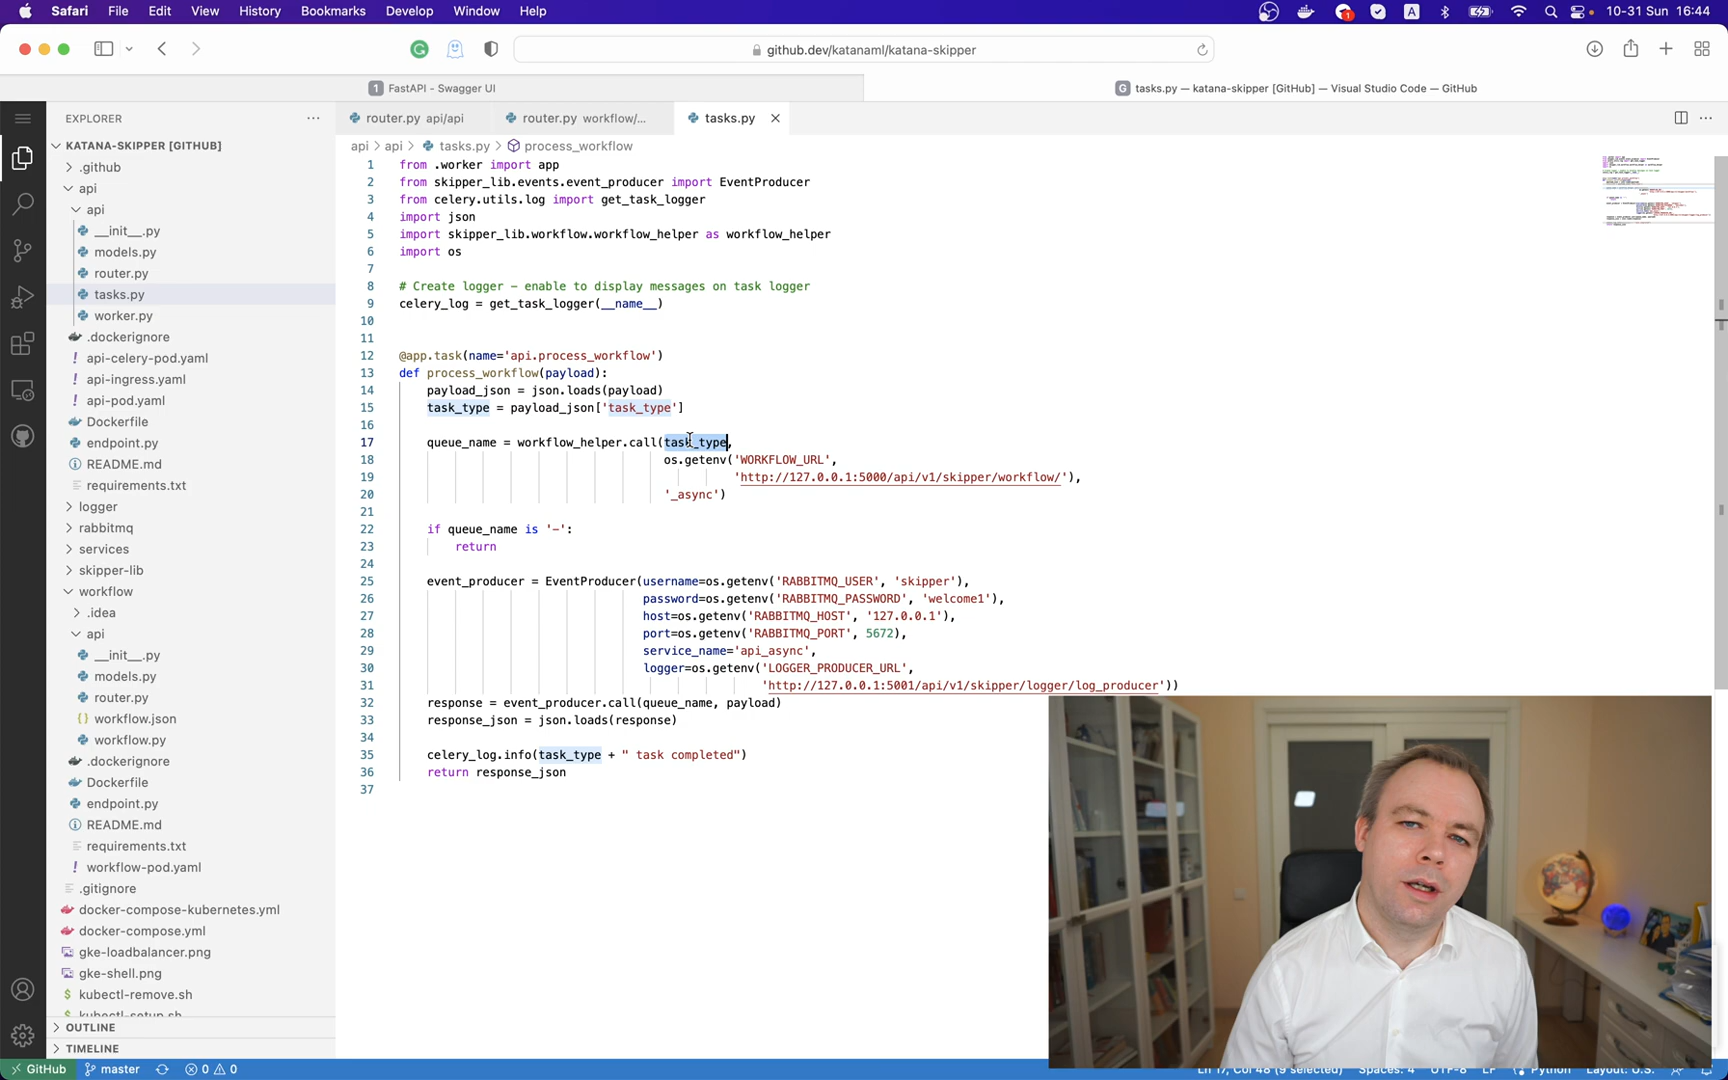 Safari File Edit View History Bookmarks Develop Window Help
1 A 10-31 Sun 16:44
github.dev/katanaml/katana-skipper
1 FastAPI - Swagger UI
G tasks.py — katana-skipper [GitHub] — Visual Studio Code — GitHub
EXPLORER
router.py api/api
router.py workflow/...
tasks.py
KATANA-SKIPPER [GITHUB]
.github
api
api
__init__.py
models.py
router.py
tasks.py
worker.py
.dockerignore
api-celery-pod.yaml
api-ingress.yaml
api-pod.yaml
Dockerfile
endpoint.py
README.md
requirements.txt
logger
rabbitmq
services
skipper-lib
workflow
.idea
api
__init__.py
models.py
router.py
workflow.json
workflow.py
.dockerignore
Dockerfile
endpoint.py
README.md
requirements.txt
workflow-pod.yaml
.gitignore
docker-compose-kubernetes.yml
docker-compose.yml
gke-loadbalancer.png
gke-shell.png
kubectl-remove.sh
kubectl-setup.sh
OUTLINE
TIMELINE
api > api > tasks.py > process_workflow
1 from .worker import app
2 from skipper_lib.events.event_producer import EventProducer
3 from celery.utils.log import get_task_logger
4 import json
5 import skipper_lib.workflow.workflow_helper as workflow_helper
6 import os
7
8 # Create logger - enable to display messages on task logger
9 celery_log = get_task_logger(__name__)
10
11
12 @app.task(name='api.process_workflow')
13 def process_workflow(payload):
14 payload_json = json.loads(payload)
15 task_type = payload_json['task_type']
16
17 queue_name = workflow_helper.call(task_type,
18 os.getenv('WORKFLOW_URL',
19 'http://127.0.0.1:5000/api/v1/skipper/workflow/'),
20 '_async')
21
22 if queue_name is '-':
23 return
24
25 event_producer = EventProducer(username=os.getenv('RABBITMQ_USER', 'skipper'),
26 password=os.getenv('RABBITMQ_PASSWORD', 'welcome1'),
27 host=os.getenv('RABBITMQ_HOST', '127.0.0.1'),
28 port=os.getenv('RABBITMQ_PORT', 5672),
29 service_name='api_async',
30 logger=os.getenv('LOGGER_PRODUCER_URL',
31 'http://127.0.0.1:5001/api/v1/skipper/logger/log_producer'))
32 response = event_producer.call(queue_name, payload)
33 response_json = json.loads(response)
34
35 celery_log.info(task_type + " task completed")
36 return response_json
37
GitHub master 0 0 Ln 17, Col 48 (9 selected) Spaces: 4 UTF-8 LF Python Layout: U.S.